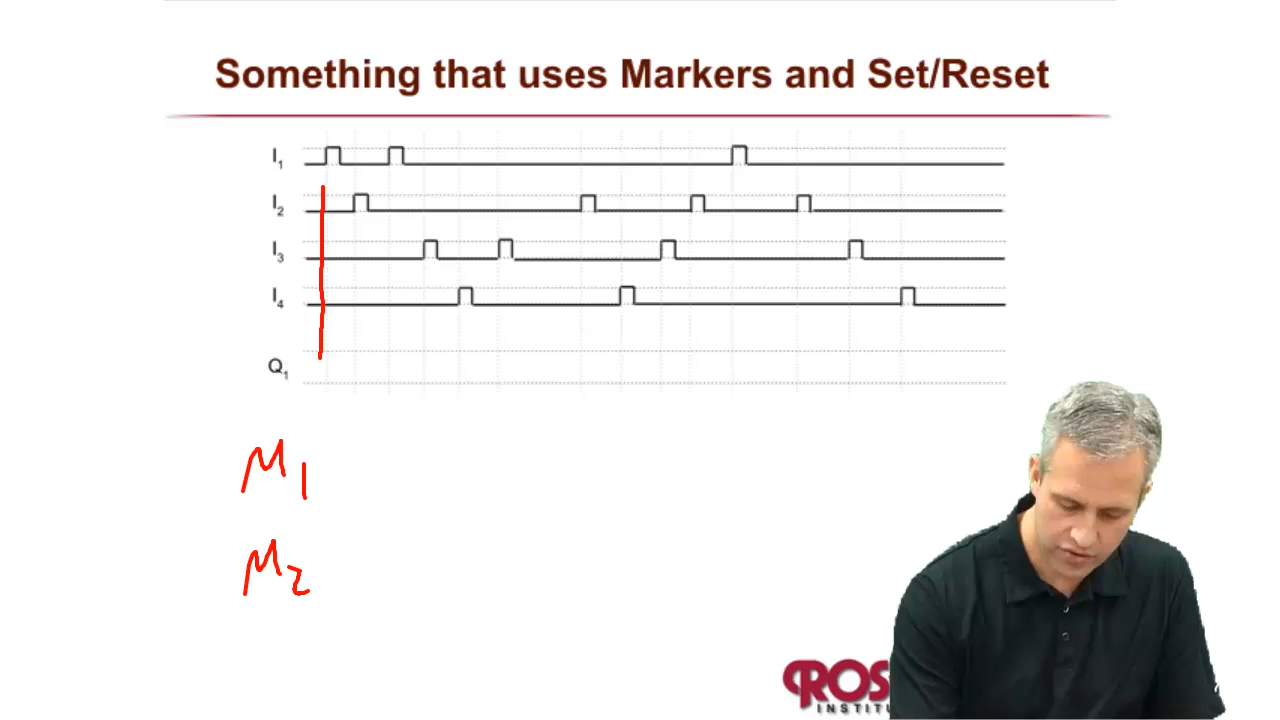 Something that uses Markers and Set/Reset
I1
I2
I3
I4
Q1
M1
M2
ROS
INSTITU